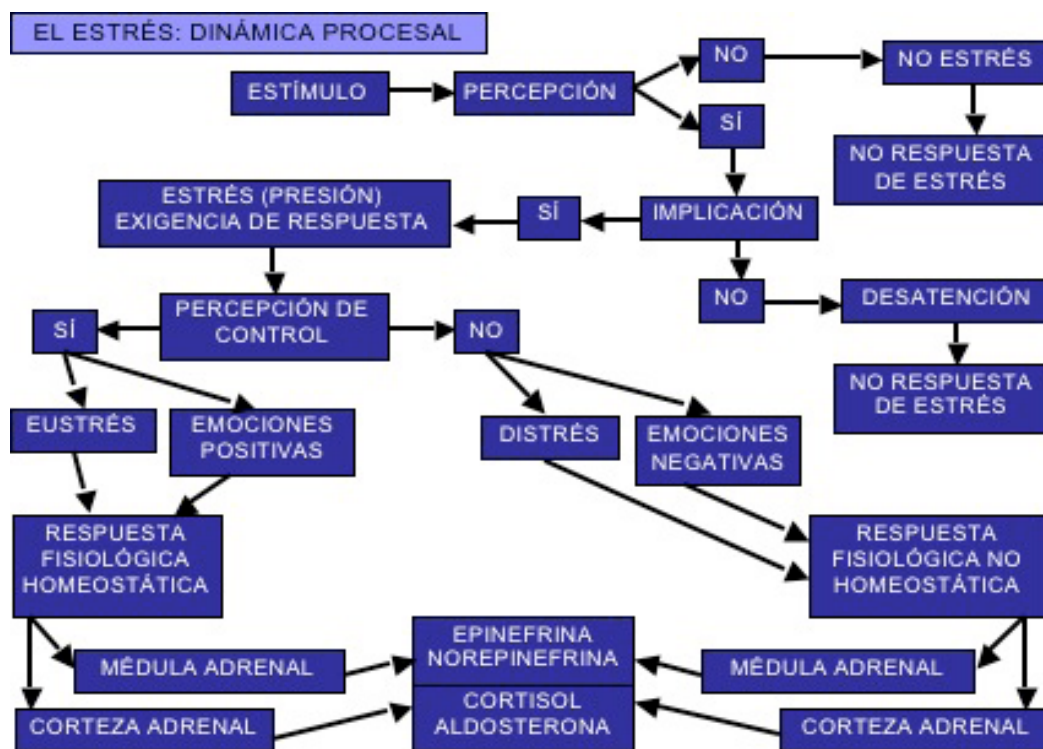 EL ESTRÉS: DINÁMICA PROCESAL
ESTÍMULO
PERCEPCIÓN
NO
NO ESTRÉS
SÍ
NO RESPUESTA
DE ESTRÉS
ESTRÉS (PRESIÓN)
EXIGENCIA DE RESPUESTA
SÍ
IMPLICACIÓN
NO
DESATENCIÓN
SÍ
PERCEPCIÓN DE
CONTROL
NO
NO RESPUESTA
DE ESTRÉS
EUSTRÉS
EMOCIONES
POSITIVAS
DISTRÉS
EMOCIONES
NEGATIVAS
RESPUESTA
FISIOLÓGICA
HOMEOSTÁTICA
RESPUESTA
FISIOLÓGICA NO
HOMEOSTÁTICA
EPINEFRINA
NOREPINEFRINA
MÉDULA ADRENAL
MÉDULA ADRENAL
CORTISOL
ALDOSTERONA
CORTEZA ADRENAL
CORTEZA ADRENAL